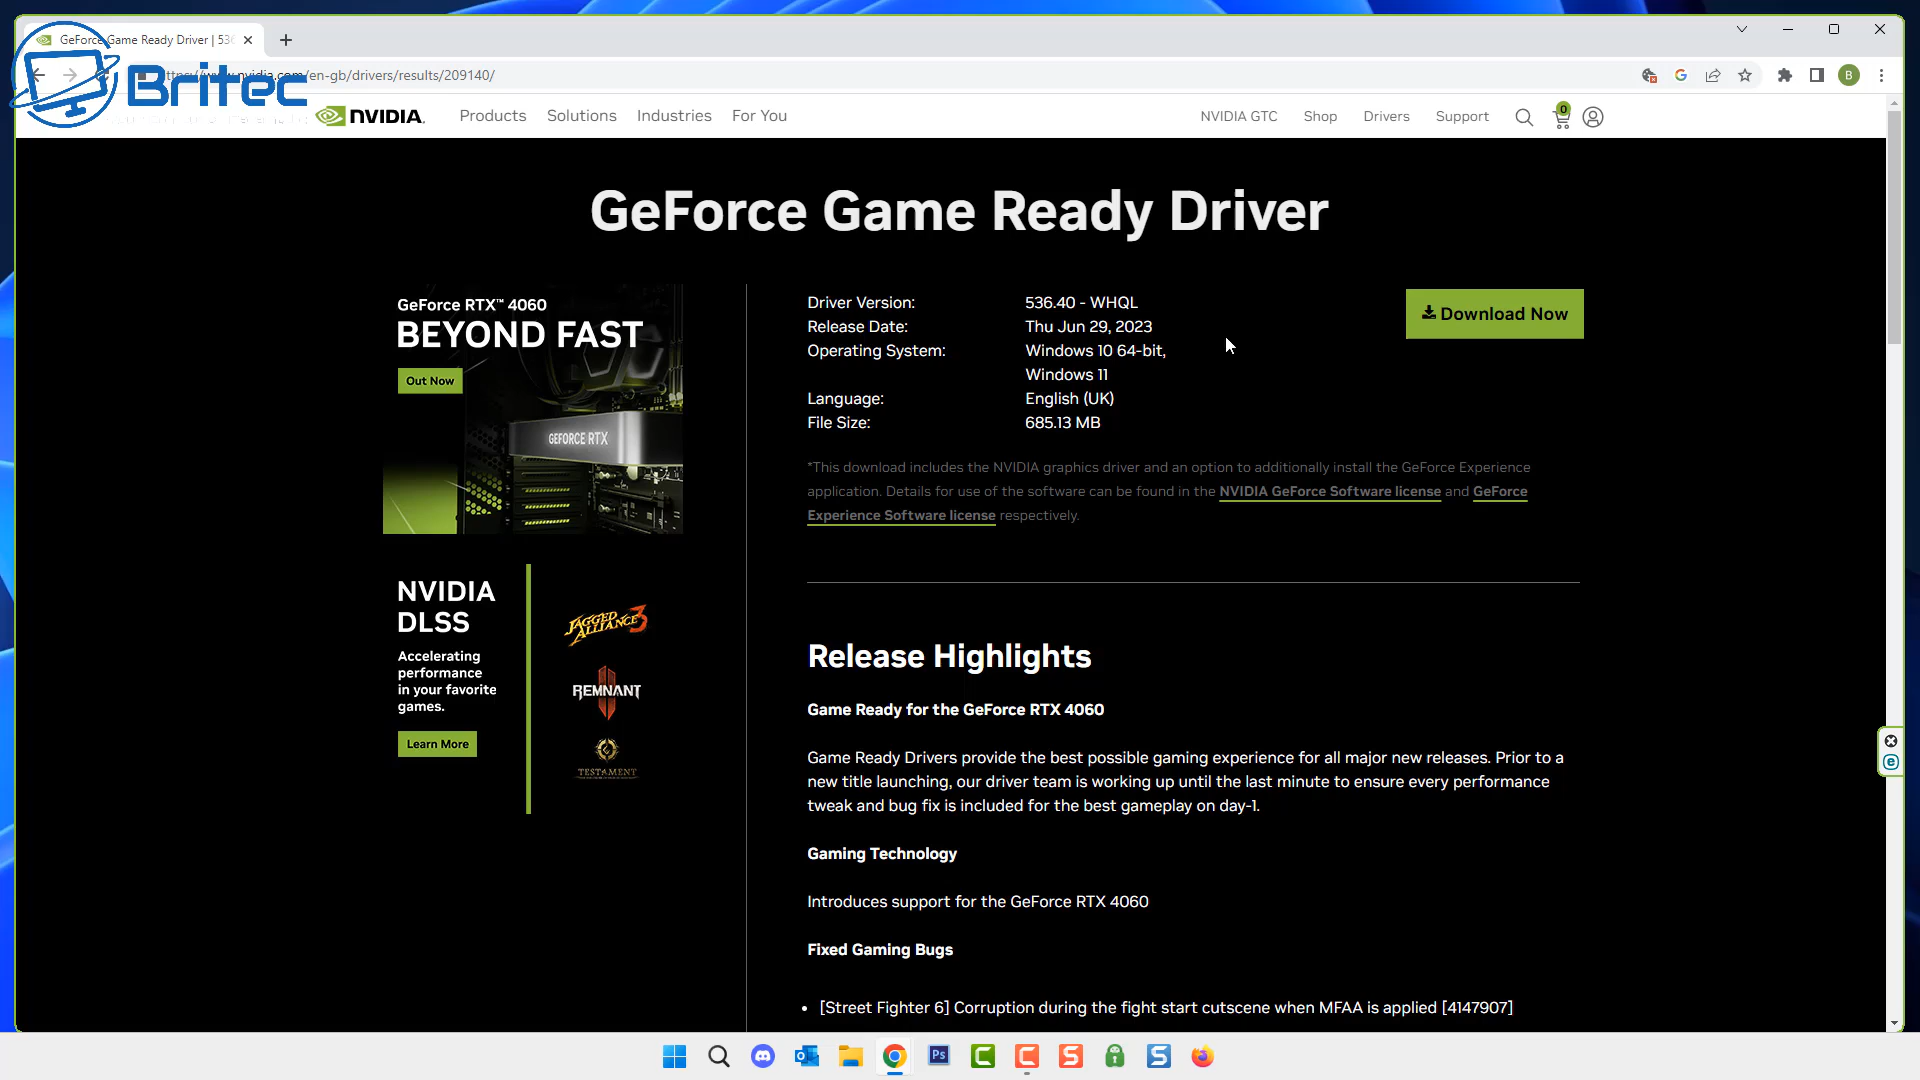 GeForce Game Ready Driver | 53
Britec
nvidia.com/en-gb/drivers/results/209140/
B
NVIDIA.
Products
Solutions
Industries
For You
NVIDIA GTC
Shop
Drivers
Support
0
GeForce Game Ready Driver
GeForce RTX™ 4060
BEYOND FAST
Out Now
GEFORCE RTX
Driver Version: 536.40 - WHQL
Release Date: Thu Jun 29, 2023
Operating System: Windows 10 64-bit,
Windows 11
Language: English (UK)
File Size: 685.13 MB
Download Now
*This download includes the NVIDIA graphics driver and an option to additionally install the GeForce Experience
application. Details for use of the software can be found in the NVIDIA GeForce Software license and GeForce
Experience Software license respectively.
NVIDIA
DLSS
Accelerating
performance
in your favorite
games.
Learn More
JAGGED
ALLIANCE 3
REMNANT
II
TESTAMENT
Release Highlights
Game Ready for the GeForce RTX 4060
Game Ready Drivers provide the best possible gaming experience for all major new releases. Prior to a
new title launching, our driver team is working up until the last minute to ensure every performance
tweak and bug fix is included for the best gameplay on day-1.
Gaming Technology
Introduces support for the GeForce RTX 4060
Fixed Gaming Bugs
• [Street Fighter 6] Corruption during the fight start cutscene when MFAA is applied [4147907]
Ps